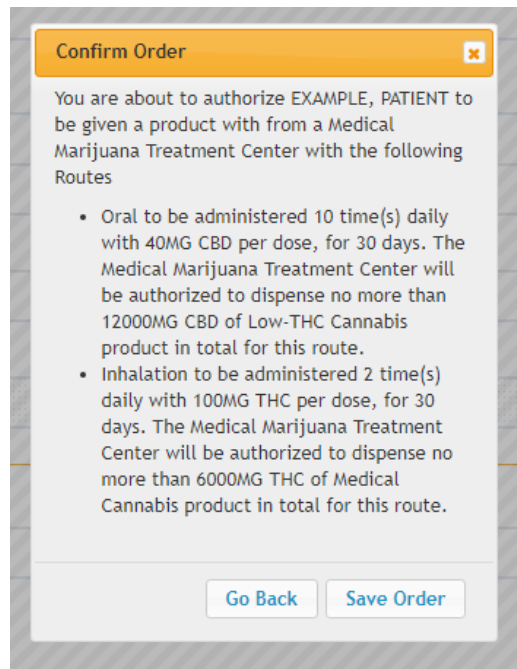 Confirm Order
You are about to authorize EXAMPLE, PATIENT to
be given a product with from a Medical
Marijuana Treatment Center with the following
Routes
• Oral to be administered 10 time(s) daily
with 40MG CBD per dose, for 30 days. The
Medical Marijuana Treatment Center will
be authorized to dispense no more than
12000MG CBD of Low-THC Cannabis
product in total for this route.
• Inhalation to be administered 2 time(s)
daily with 100MG THC per dose, for 30
days. The Medical Marijuana Treatment
Center will be authorized to dispense no
more than 6000MG THC of Medical
Cannabis product in total for this route.
Go Back Save Order